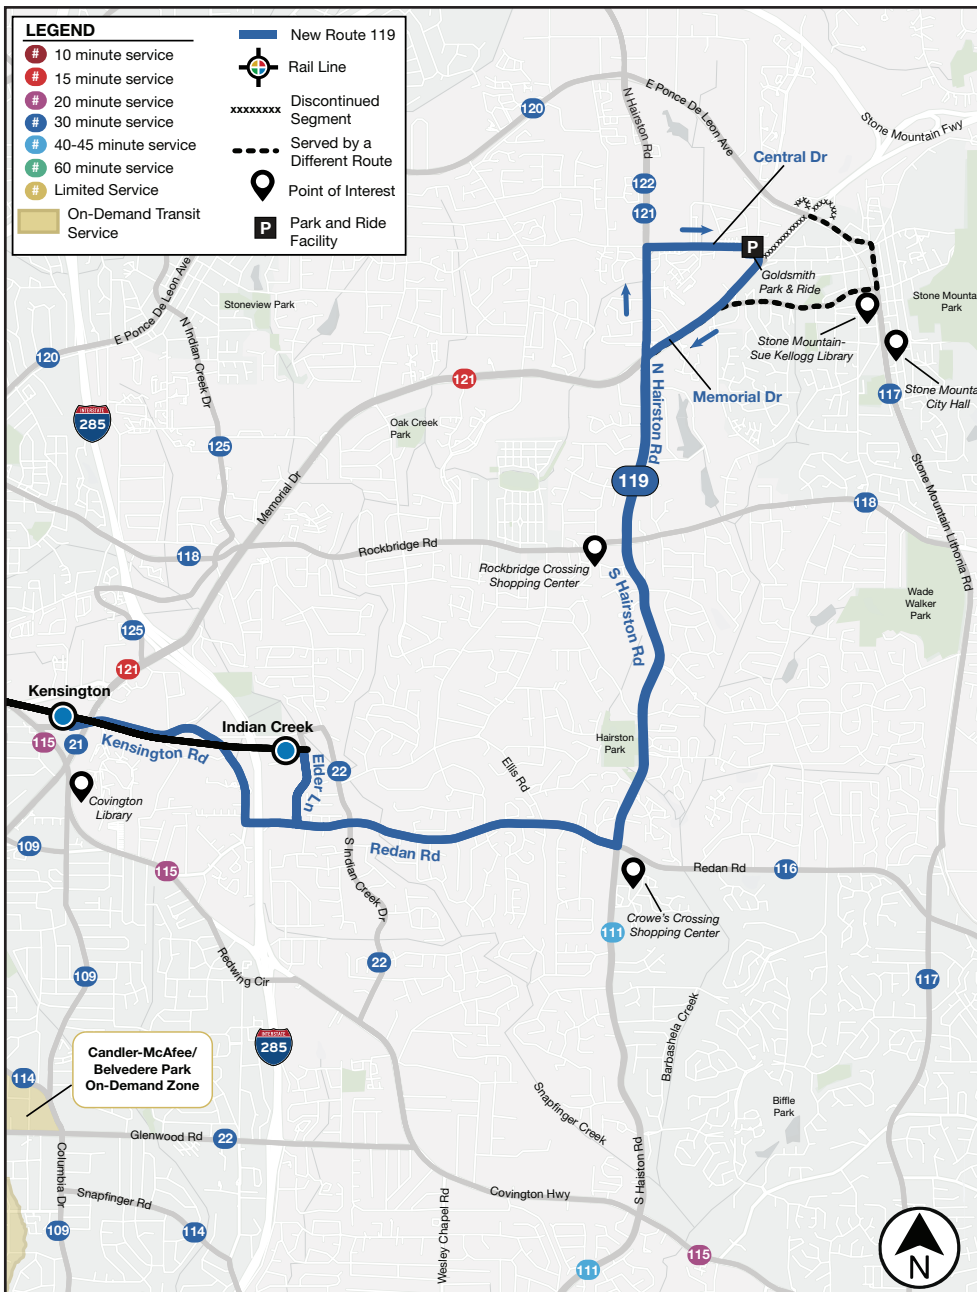 LEGEND
# 10 minute service
# 15 minute service
# 20 minute service
# 30 minute service
# 40-45 minute service
# 60 minute service
# Limited Service
On-Demand Transit
Service
New Route 119
Rail Line
xxxxxxxx Discontinued
Segment
Served by a
Different Route
Point of Interest
P Park and Ride
Facility
120
N Hairston Rd
E Ponce De Leon Ave
Stone Mountain Fwy
Central Dr
122
121
P
Goldsmith
Park & Ride
E Ponce De Leon Ave
Stoneview Park
N Indian Creek Dr
120
Stone Mountain-
Sue Kellogg Library
Stone Mounta
Park
Stone Mounta
City Hall
117
121
Memorial Dr
N Hairston Rd
INTERSTATE
285
Oak Creek
Park
125
119
Memorial Dr
Stone Mountain Lithonia Rd
118
118
Rockbridge Rd
Rockbridge Crossing
Shopping Center
S Hairston Rd
Wade
Walker
Park
125
121
Kensington
Indian Creek
115
21
Kensington Rd
22
Elder Ln
Ellis Rd
Hairston
Park
Covington
Library
109
S Indian Creek Dr
Redan Rd
Redan Rd
116
115
Crowe's Crossing
Shopping Center
111
Redwing Cir
22
109
117
Barbashela Creek
INTERSTATE
285
Candler-McAfee/
Belvedere Park
On-Demand Zone
114
Snapfinger Creek
Biffle
Park
Glenwood Rd
22
Columbia Dr
Snapfinger Rd
S Haiston Rd
Covington Hwy
Wesley Chapel Rd
109
114
115
111
N